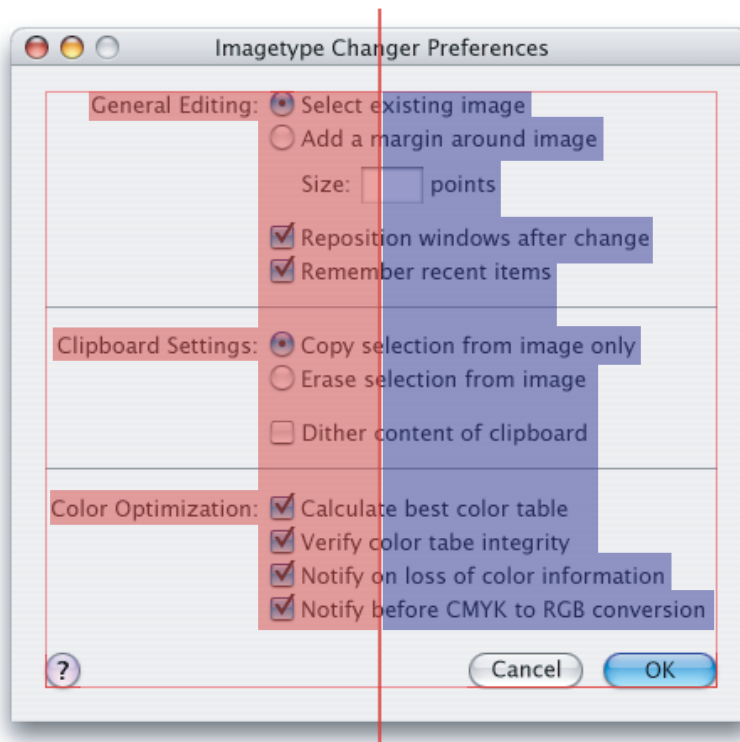 Imagetype Changer Preferences
General Editing: Select existing image
Add a margin around image
Size: points
Reposition windows after change
Remember recent items
Clipboard Settings: Copy selection from image only
Erase selection from image
Dither content of clipboard
Color Optimization: Calculate best color table
Verify color tabe integrity
Notify on loss of color information
Notify before CMYK to RGB conversion
? Cancel OK